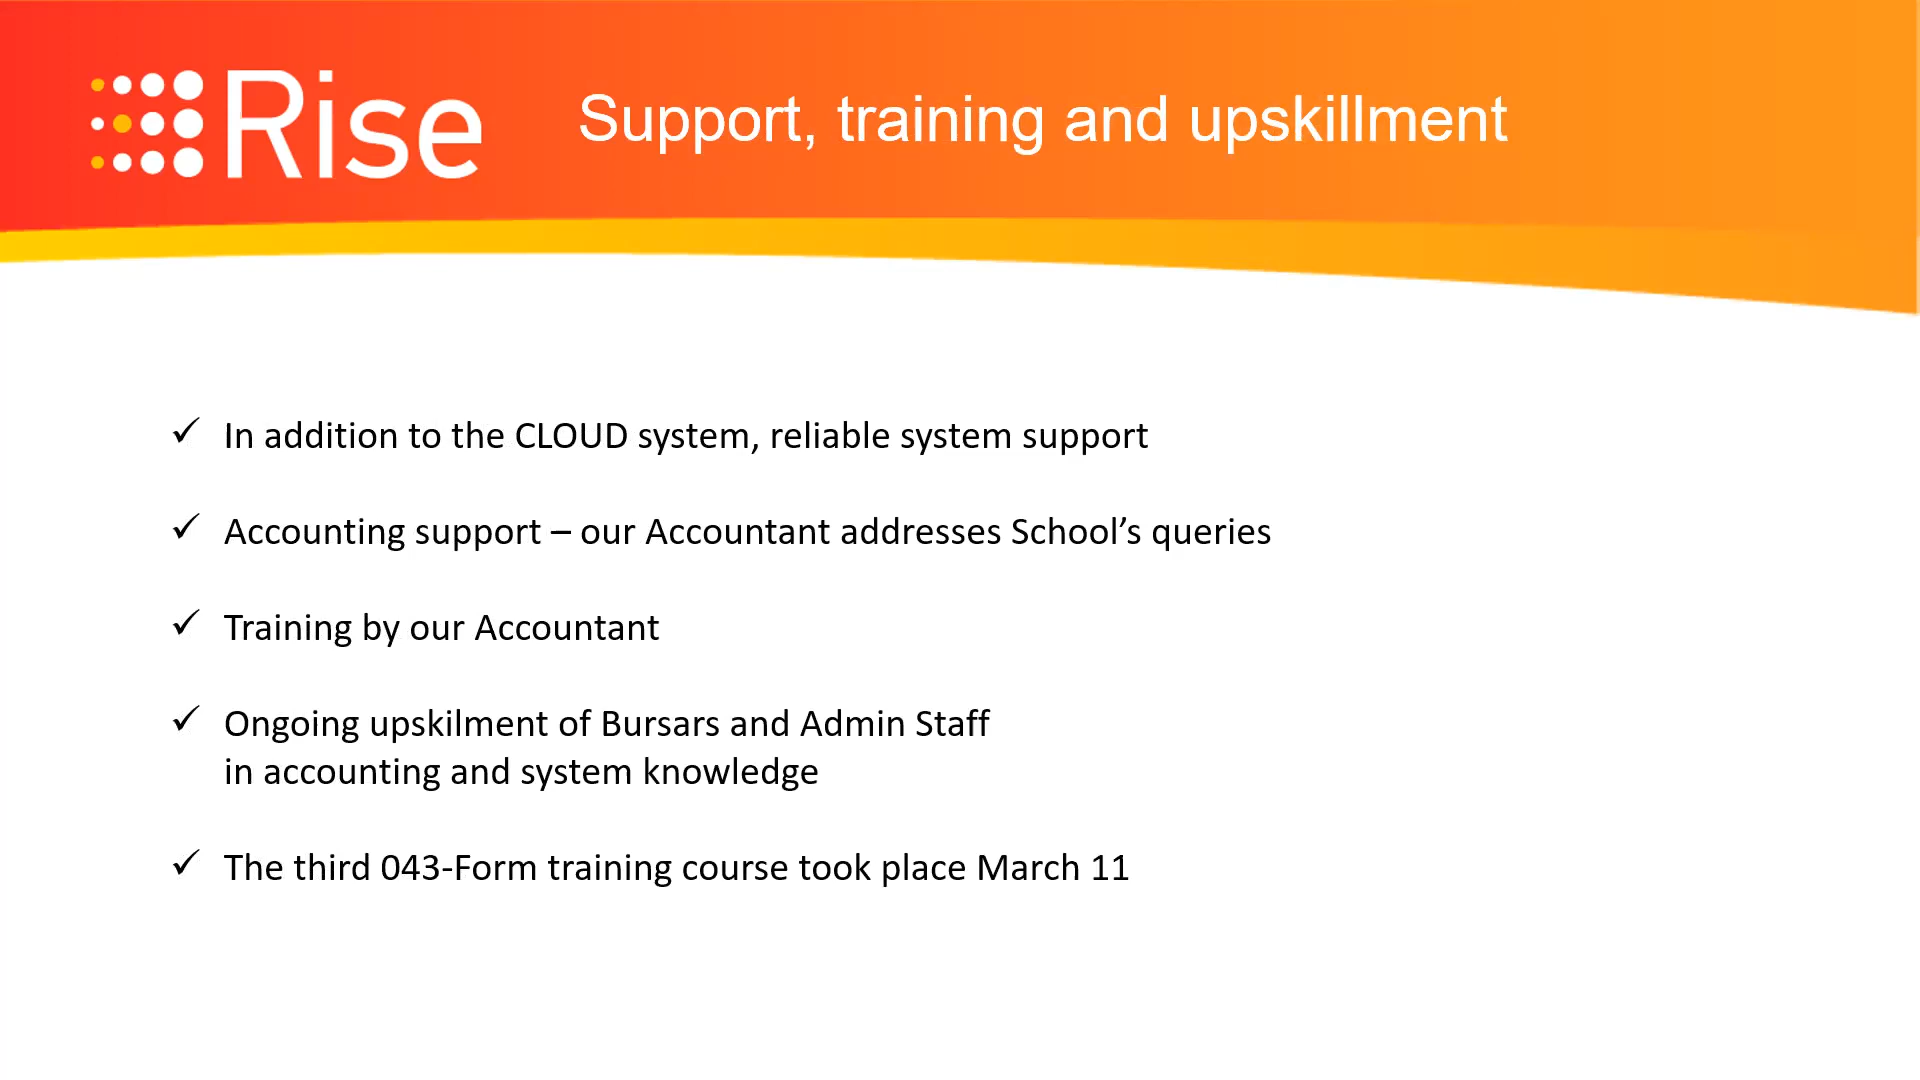 Rise
Support, training and upskillment
✓ In addition to the CLOUD system, reliable system support
✓ Accounting support – our Accountant addresses School’s queries
✓ Training by our Accountant
✓ Ongoing upskilment of Bursars and Admin Staff
in accounting and system knowledge
✓ The third 043-Form training course took place March 11